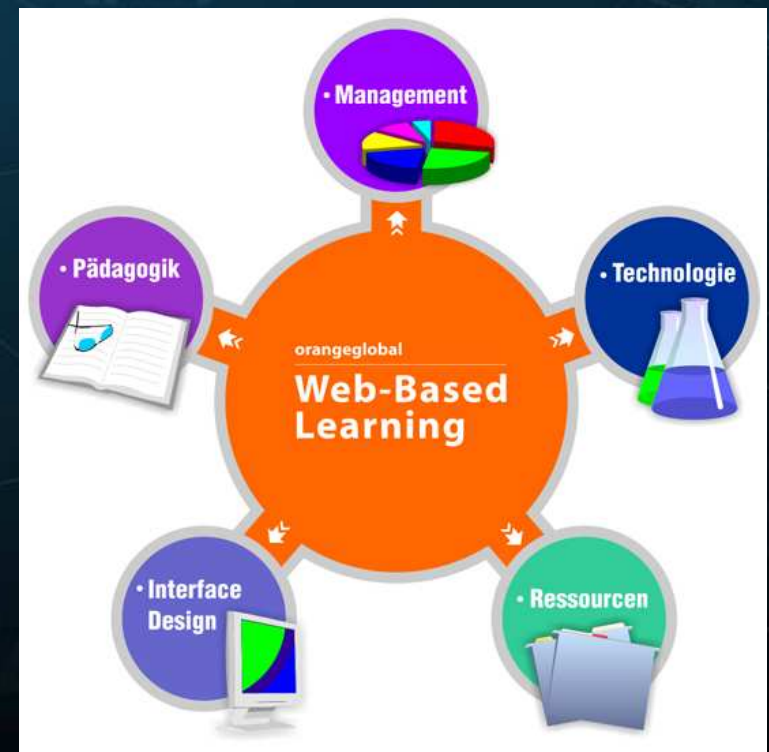 • Management
• Pädagogik
• Technologie
orangeglobal
Web-Based
Learning
• Interface
Design
• Ressourcen